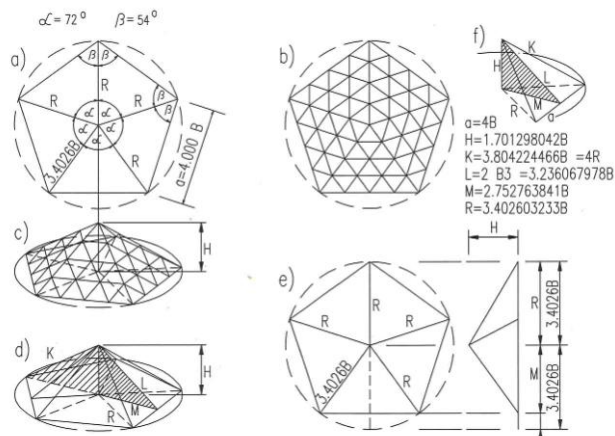 α=72° β=54°
a)
β β
R
R R
α α
α α
α
β
β
3.4026B
R
a=4.000 B
b)
f)
K
H
L
R
M
a
a=4B
H=1.701298042B
K=3.804224466B =4R
L=2 B3 =3.236067978B
M=2.752763841B
R=3.402603233B
c)
H
H
d)
K
H
L
R
M
e)
R
R
R
3.4026B
R
R
3.4026B
M
3.4026B